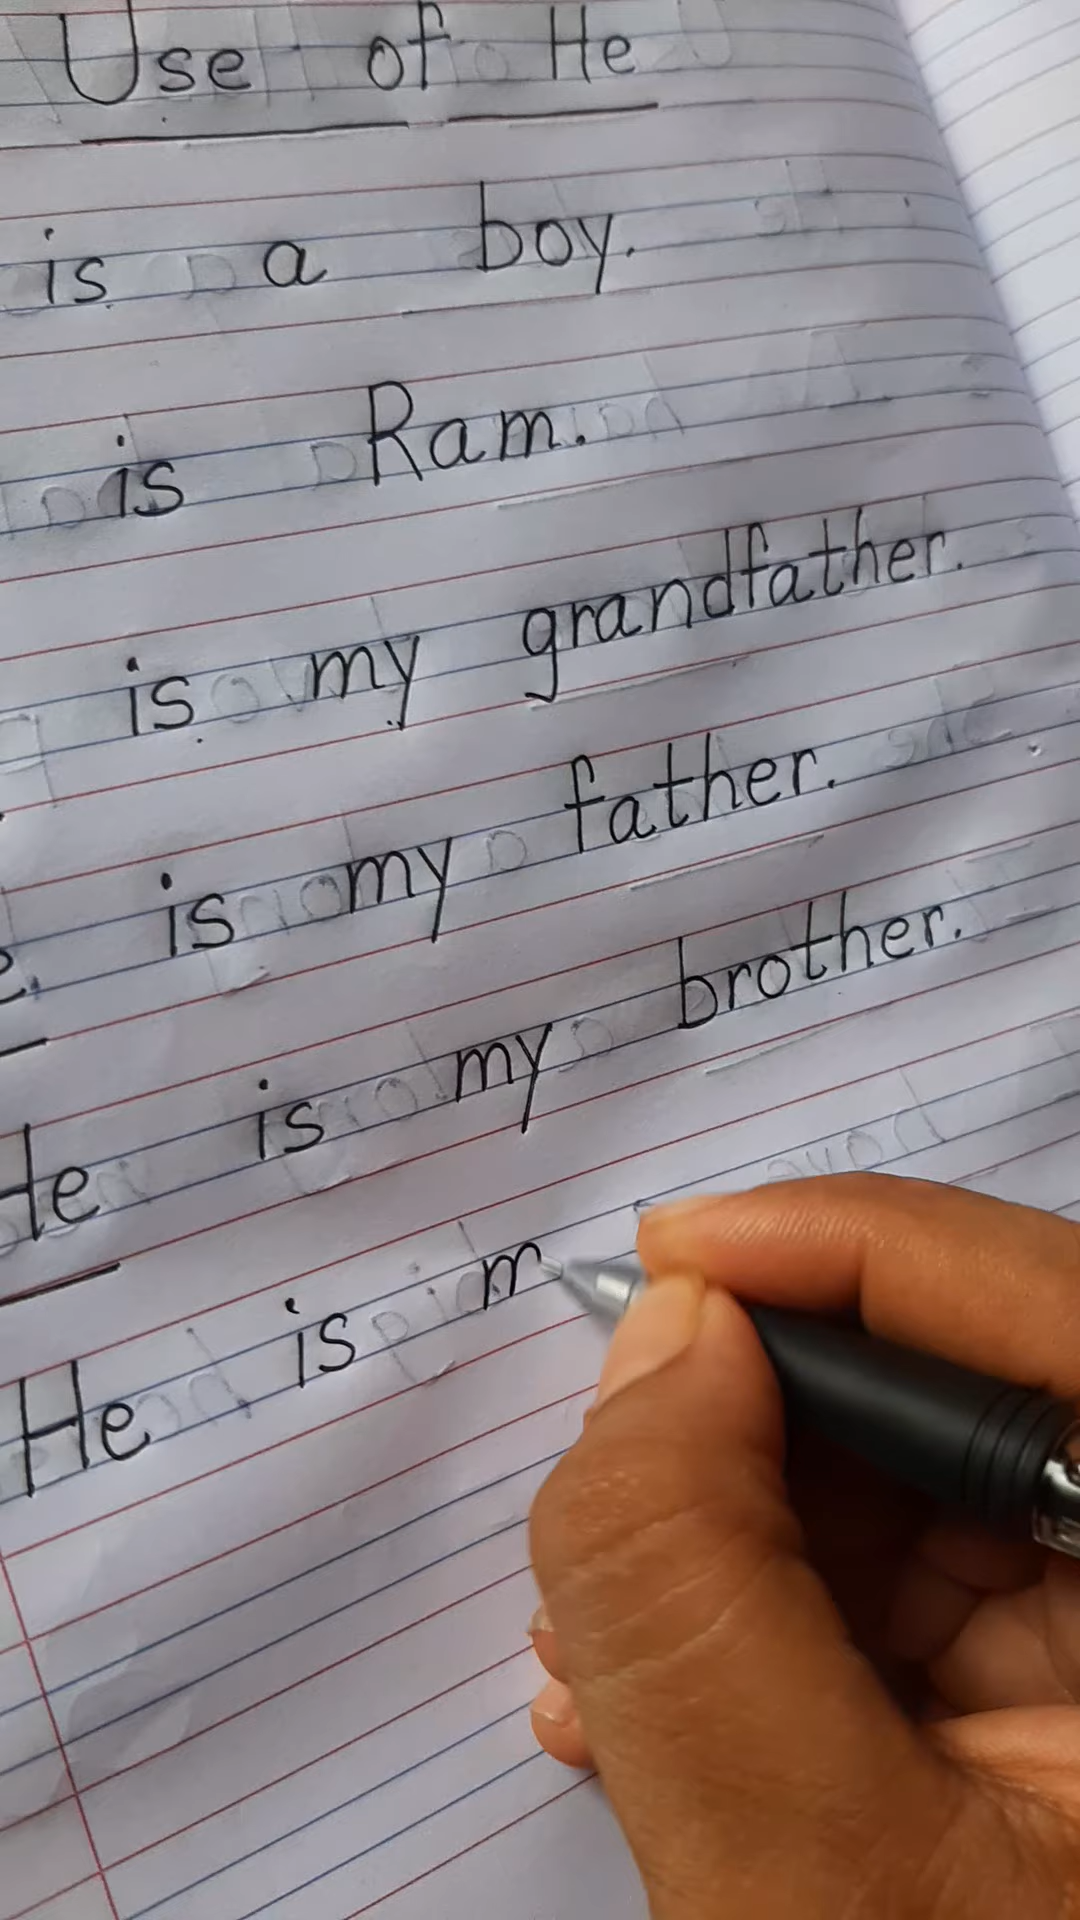 Use of He
is a boy.
is Ram.
is my grandfather.
is my father.
He is my brother.
He is m